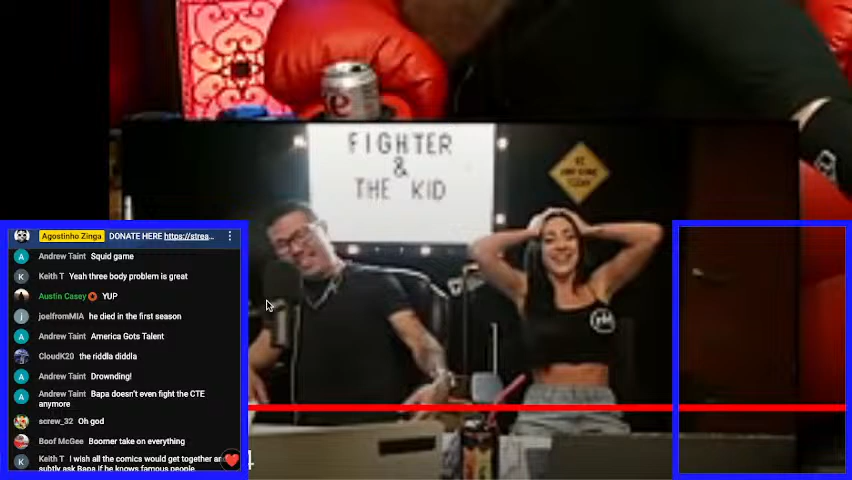 FIGHTER
&
THE KID
Agostinho Zinga DONATE HERE https://strea...
Andrew Taint Squid game
Keith T Yeah three body problem is great
Austin Casey YUP
joelfromMIA he died in the first season
Andrew Taint America Gots Talent
CloudK20 the riddla diddla
Andrew Taint Drownding!
Andrew Taint Bapa doesn't even fight the CTE
anymore
screw_32 Oh god
Boof McGee Boomer take on everything
Keith T I wish all the comics would get together
subtly ask Bapa if he knows famous people